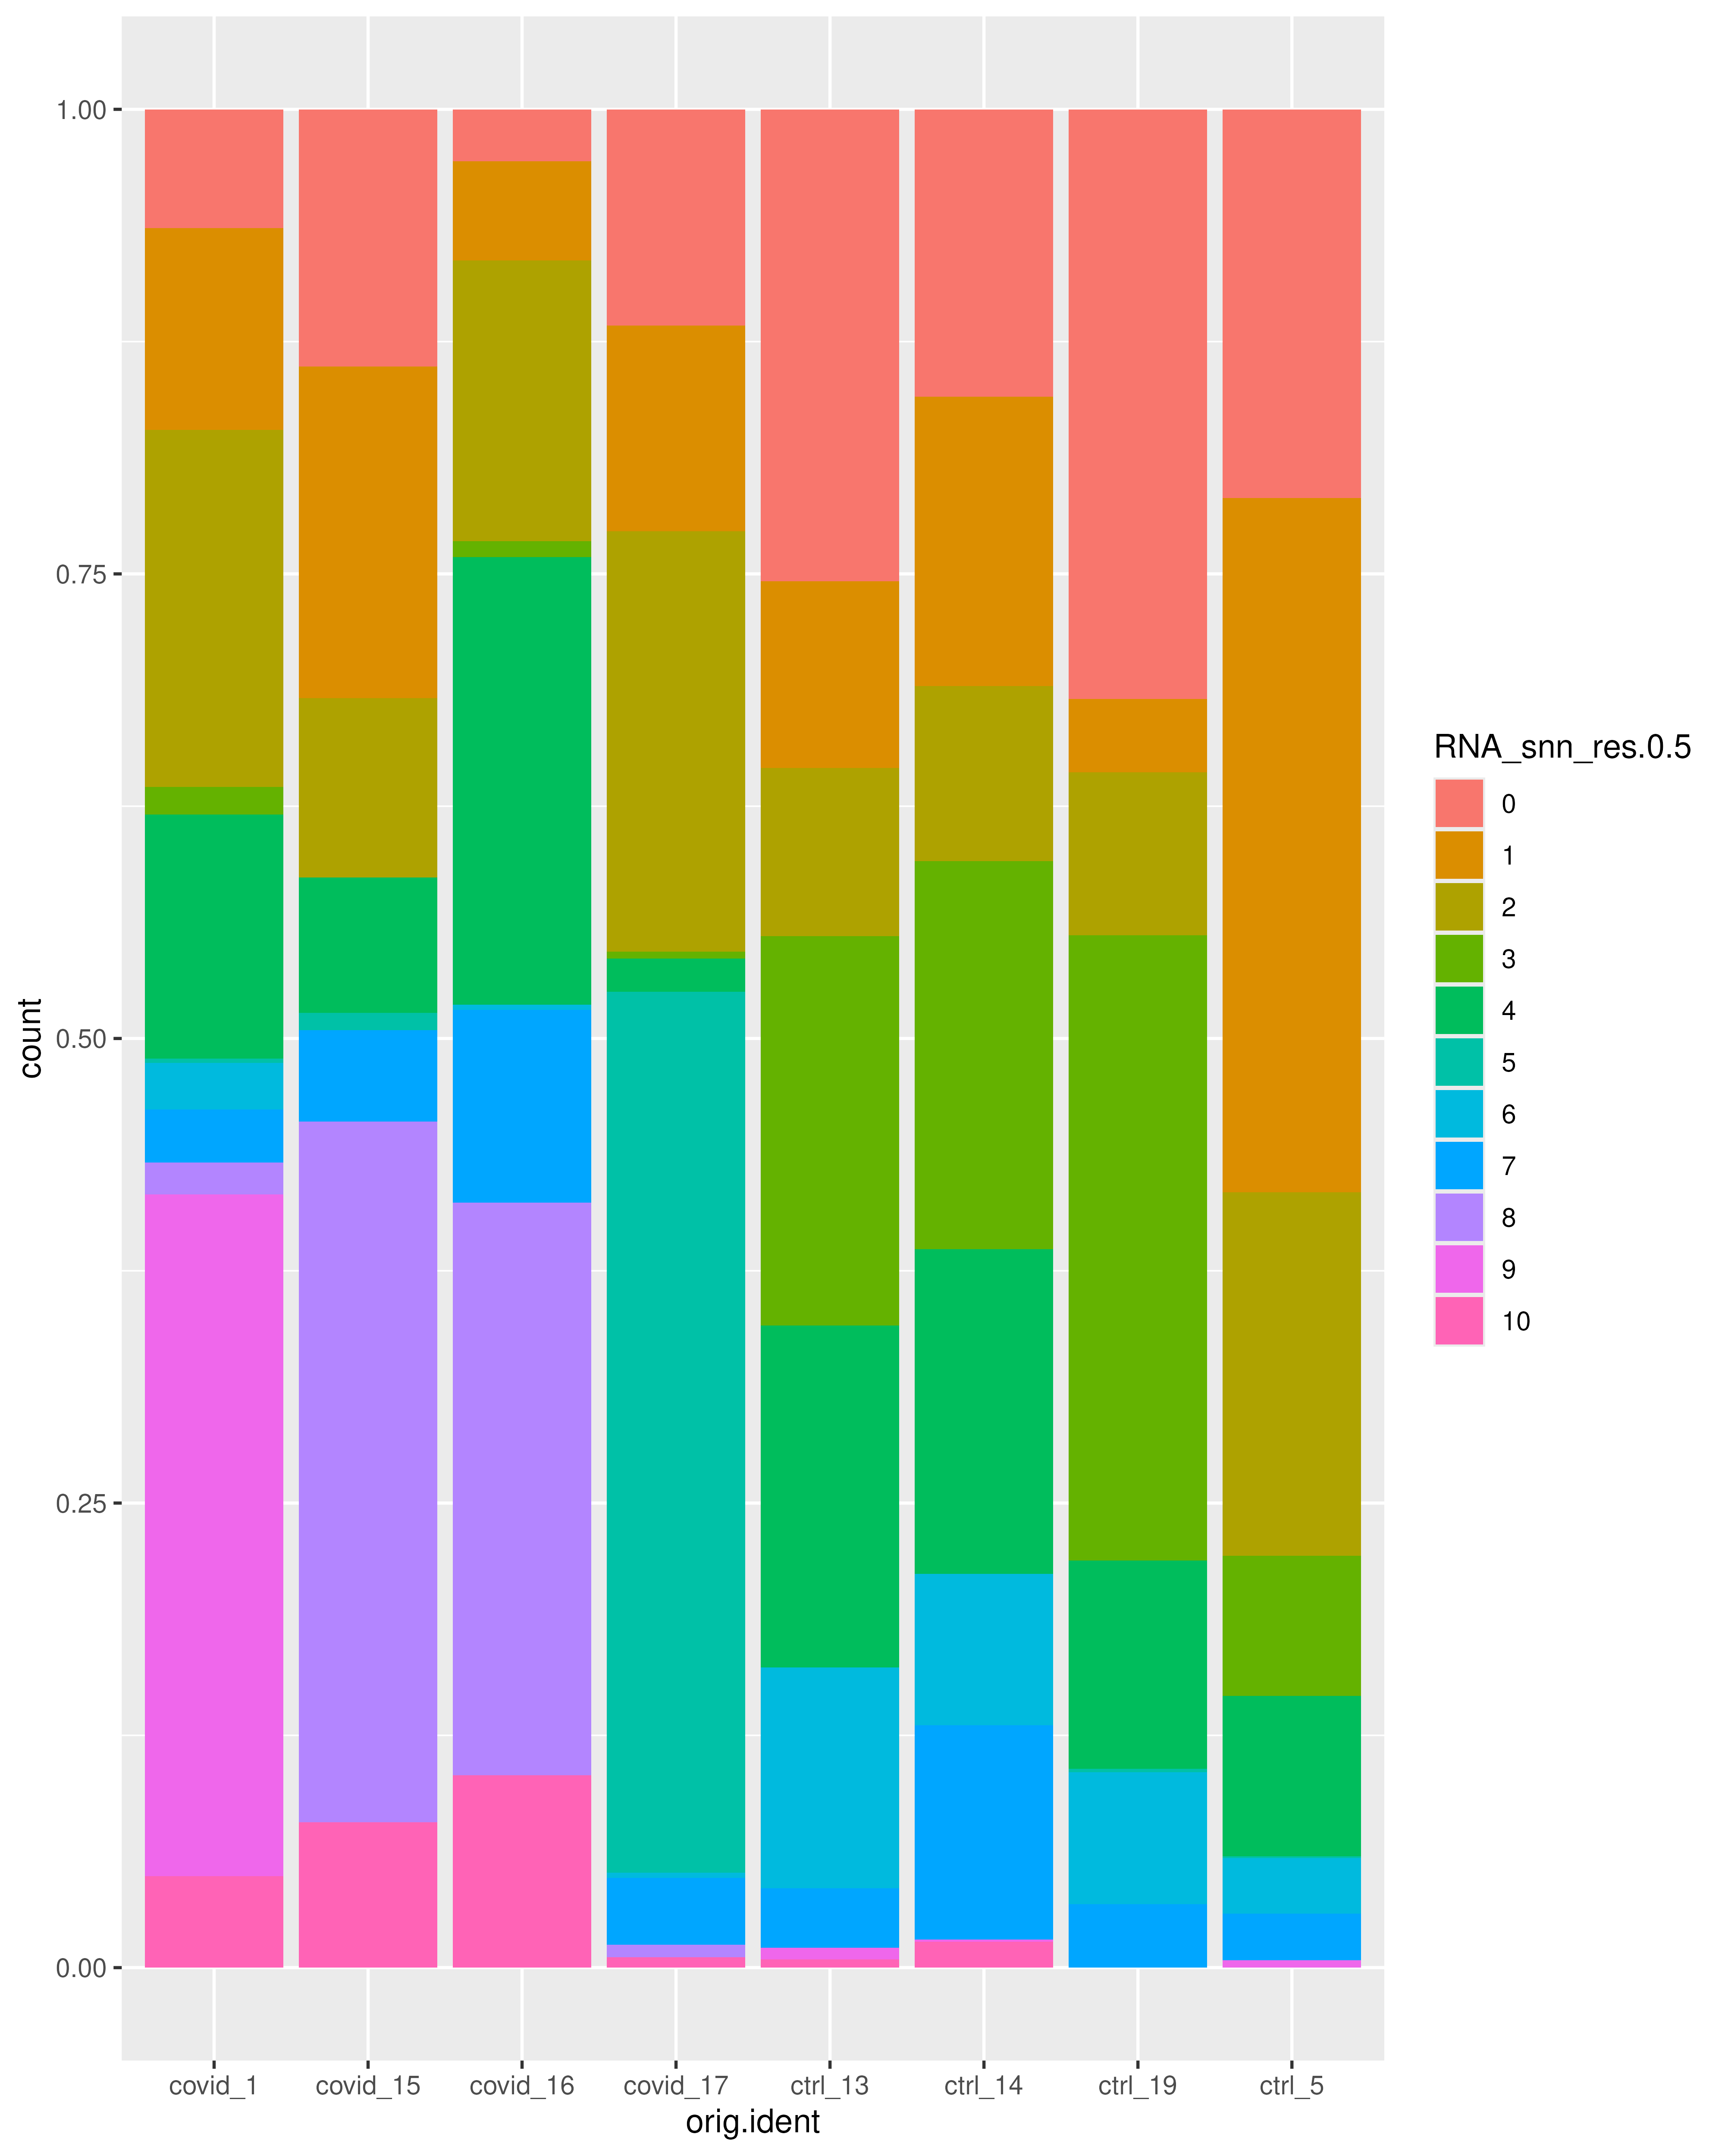 count
1.00
0.75
0.50
0.25
0.00
covid_1
covid_15
covid_16
covid_17
ctrl_13
ctrl_14
ctrl_19
ctrl_5
orig.ident
RNA_snn_res.0.5
0
1
2
3
4
5
6
7
8
9
10